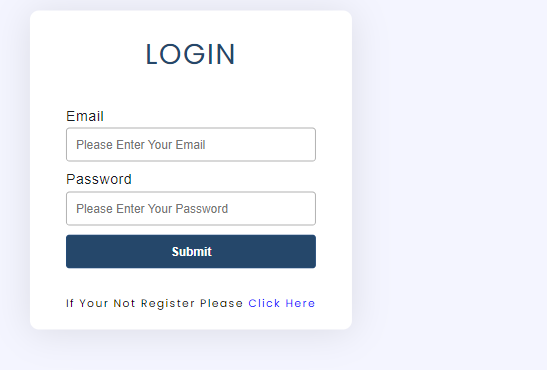 LOGIN
Email
Please Enter Your Email
Password
Please Enter Your Password
Submit
If Your Not Register Please Click Here